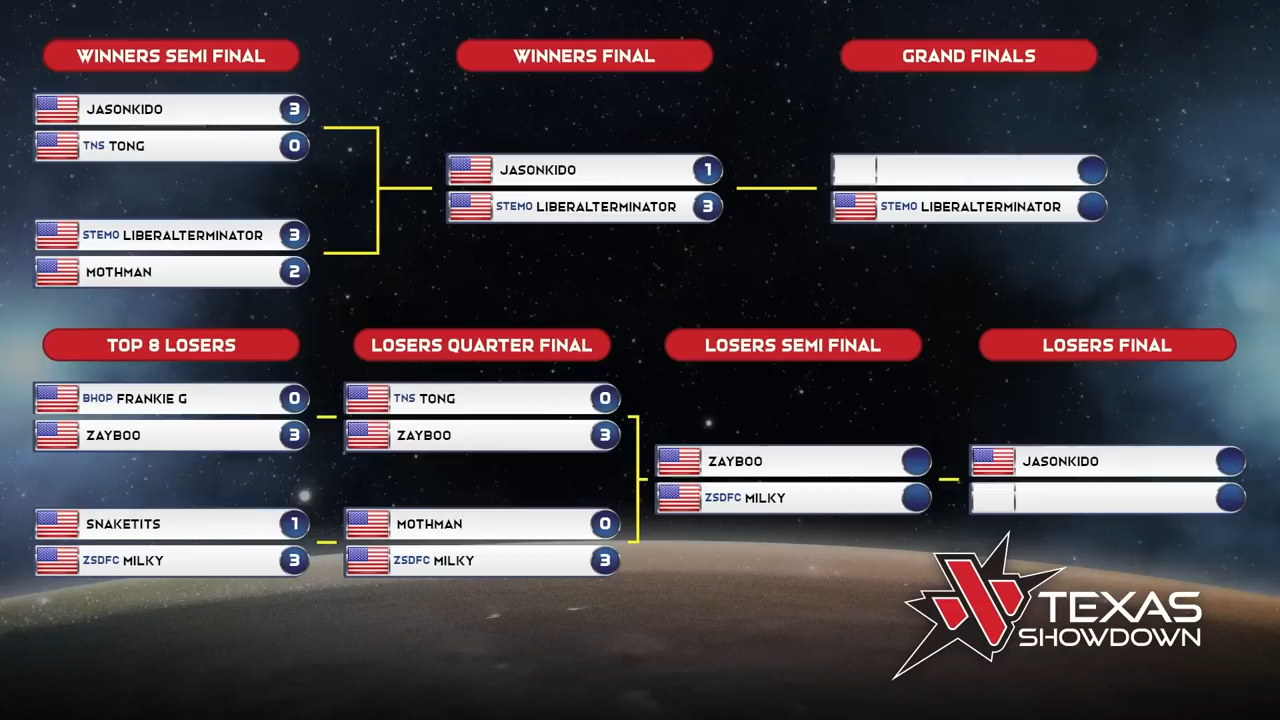 WINNERS SEMI FINAL
JASONKIDO 3
TNS TONG 0
STEMO LIBERALTERMINATOR 3
MOTHMAN 2
WINNERS FINAL
JASONKIDO 1
STEMO LIBERALTERMINATOR 3
GRAND FINALS
STEMO LIBERALTERMINATOR
TOP 8 LOSERS
BHOP FRANKIE G 0
ZAYBOO 3
SNAKETITS 1
ZSDFC MILKY 3
LOSERS QUARTER FINAL
TNS TONG 0
ZAYBOO 3
MOTHMAN 0
ZSDFC MILKY 3
LOSERS SEMI FINAL
ZAYBOO
ZSDFC MILKY
LOSERS FINAL
JASONKIDO
TEXAS
SHOWDOWN